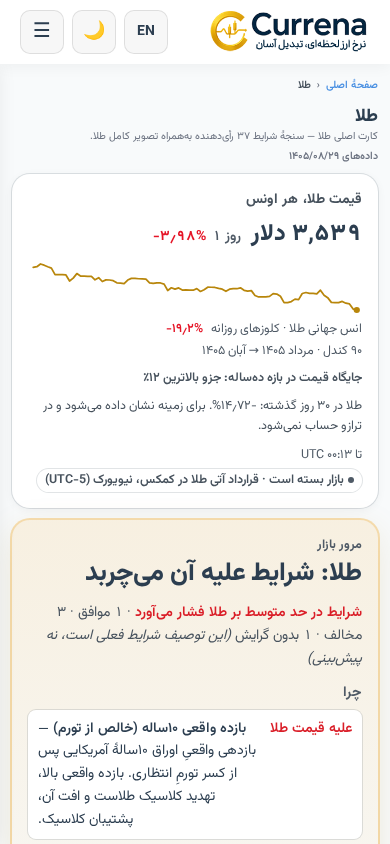 Currena
نرخ ارز لحظه‌ای، تبدیل آسان
EN
صفحهٔ اصلی › طلا
طلا
کارت اصلی طلا — سنجهٔ شرایط ۳۷ رأی‌دهنده به‌همراه تصویر کامل طلا.
داده‌های ۱۴۰۵/۰۸/۲۹
قیمت طلا، هر اونس
۳,۵۳۹ دلار ۱ روز -۳٫۹۸%
انس جهانی طلا · کلوزهای روزانه -۱۹٫۲%
۹۰ کندل · مرداد ۱۴۰۵ → آبان ۱۴۰۵
جایگاه قیمت در بازه ده‌ساله: جزو بالاترین ۱۲٪
طلا در ۳۰ روز گذشته: -۱۴٫۷۲%. برای زمینه نشان داده می‌شود و در
ترازو حساب نمی‌شود.
تا ۰۰:۱۳ UTC
بازار بسته است · قرارداد آتی طلا در کمکس، نیویورک (UTC-5)
مرور بازار
طلا: شرایط علیه آن می‌چربد
شرایط در حد متوسط بر طلا فشار می‌آورد · ۱ موافق · ۳
مخالف · ۱ بدون گرایش (این توصیف شرایط فعلی است، نه
پیش‌بینی)
چرا
علیه قیمت طلا
بازده واقعی ۱۰ساله (خالص از تورم) —
بازدهی واقعیِ اوراق ۱۰سالهٔ آمریکایی پس
از کسر تورم انتظاری. بازده واقعی بالا،
تهدید کلاسیک طلاست و افت آن،
پشتیبان کلاسیک.